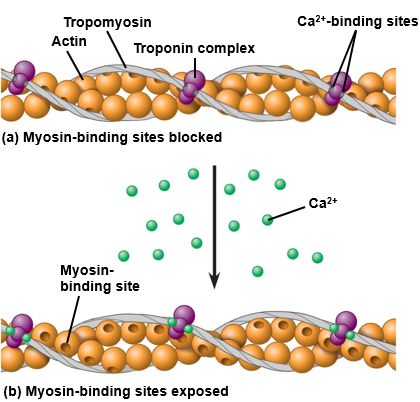 Tropomyosin
Actin
Troponin complex
Ca²⁺-binding sites
(a) Myosin-binding sites blocked
Ca²⁺
Myosin-
binding site
(b) Myosin-binding sites exposed